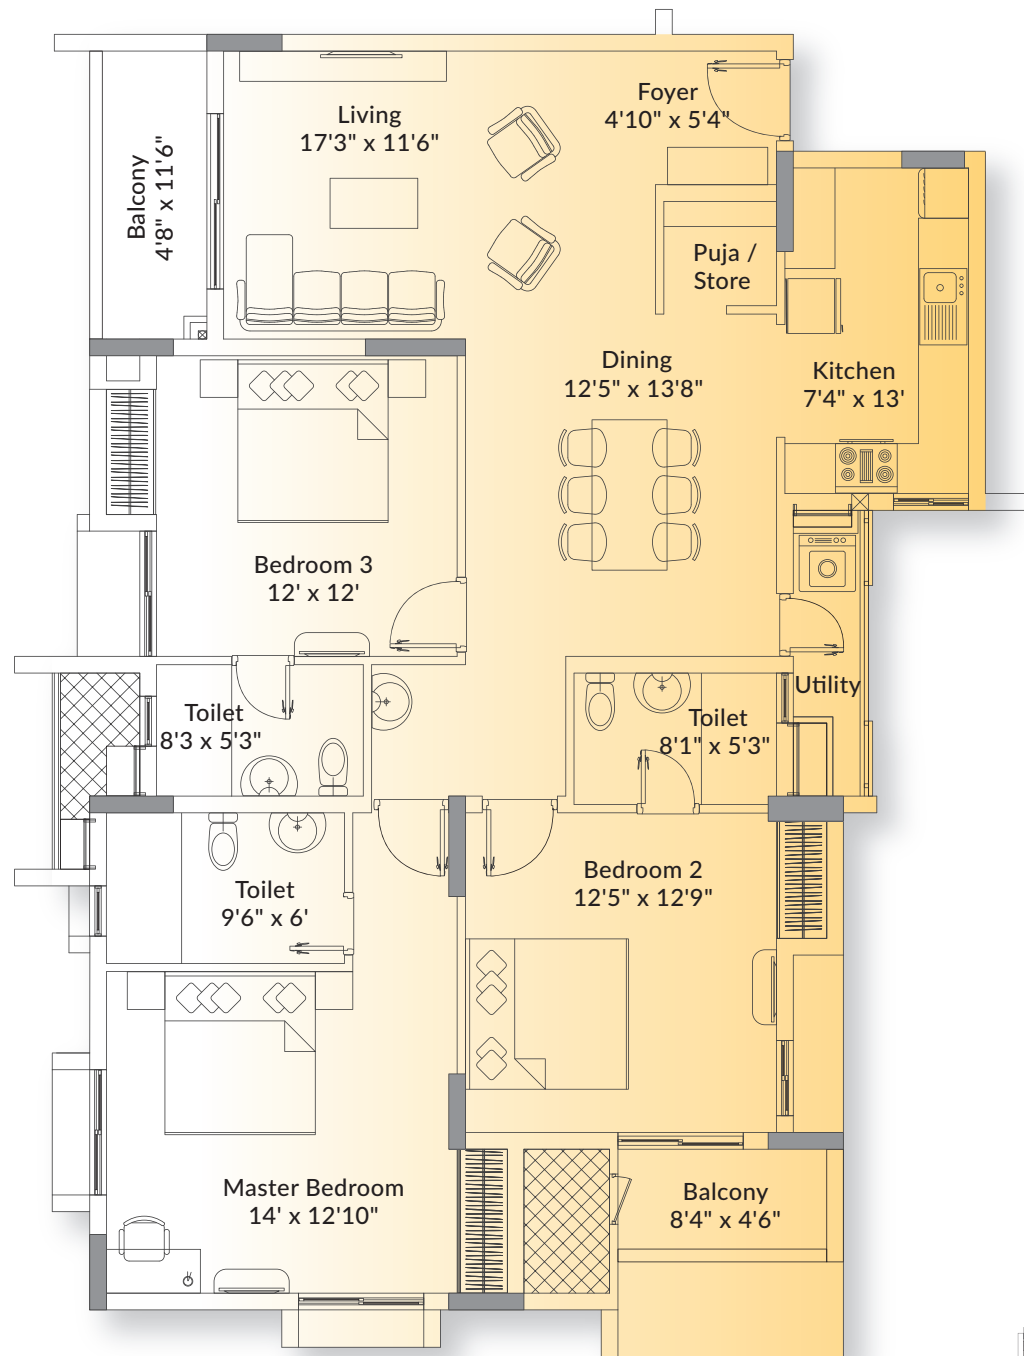 Living
17'3" x 11'6"
Foyer
4'10" x 5'4"
Balcony
4'8" x 11'6"
Puja /
Store
Dining
12'5" x 13'8"
Kitchen
7'4" x 13'
Bedroom 3
12' x 12'
Utility
Toilet
8'3 x 5'3"
Toilet
8'1" x 5'3"
Toilet
9'6" x 6'
Bedroom 2
12'5" x 12'9"
Master Bedroom
14' x 12'10"
Balcony
8'4" x 4'6"